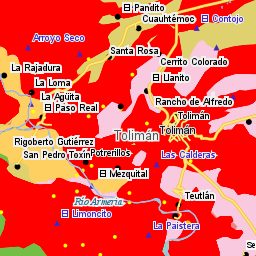 El Pandito
Cuauhtémoc
El Contojo
Arroyo Seco
Santa Rosa
Cerrito Colorado
La Rajadura
El Llanito
La Loma
La Agüita
Rancho de Alfredo
El Paso Real
Tolimán
Tolimán
Tolimán
Rigoberto Gutiérrez
San Pedro Toxín
Potrerillos
Las Calderas
El Mezquital
Teutlán
Río Armería
El Limoncito
La Paistera
Se